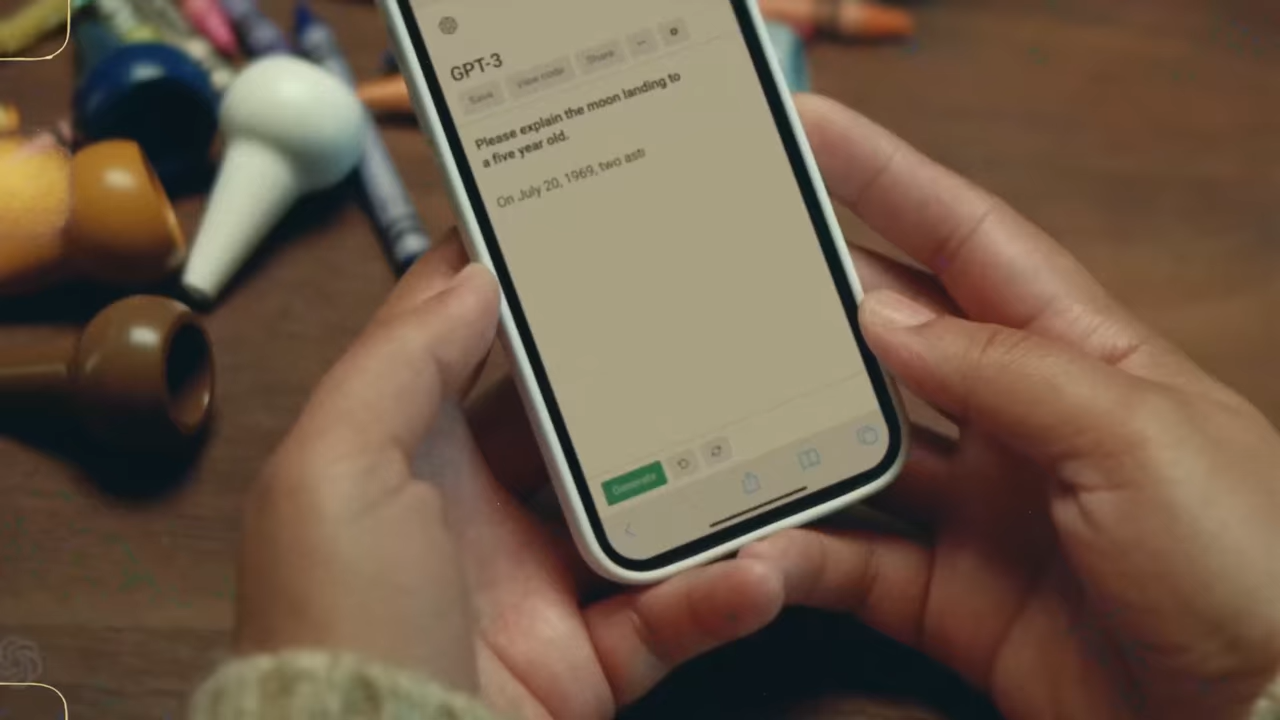 GPT-3
Save View code Share ...
Please explain the moon landing to
a five year old.
On July 20, 1969, two astr
Generate